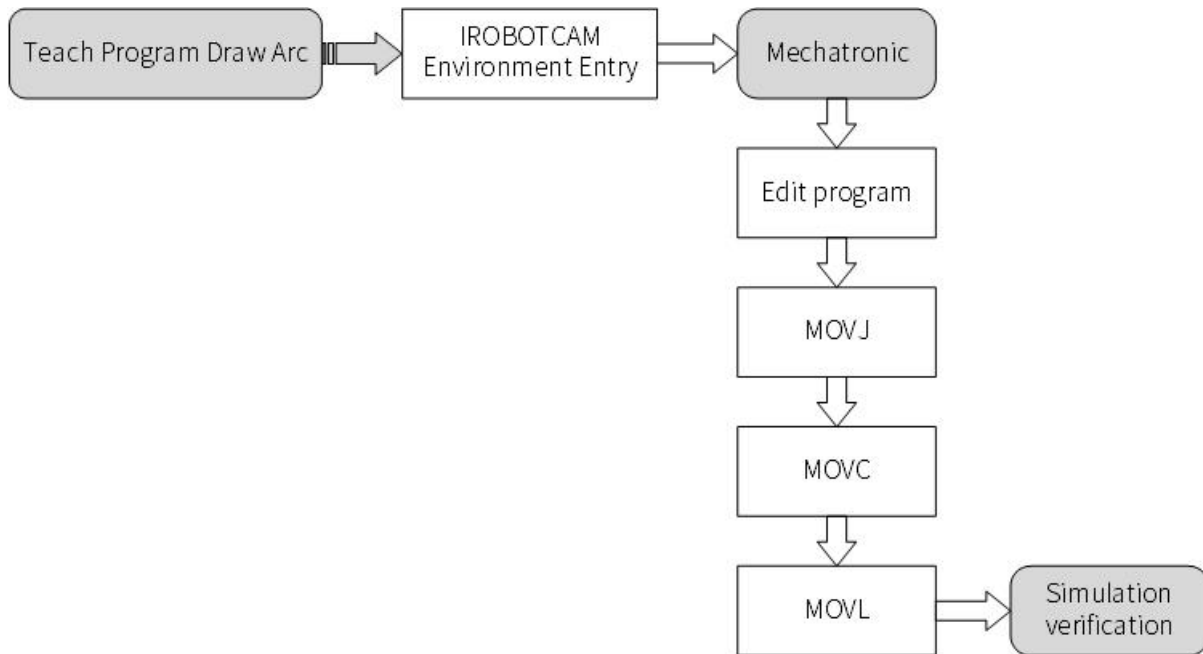 Teach Program Draw Arc
IROBOTCAM
Environment Entry
Mechatronic
Edit program
MOVJ
MOVC
MOVL
Simulation
verification